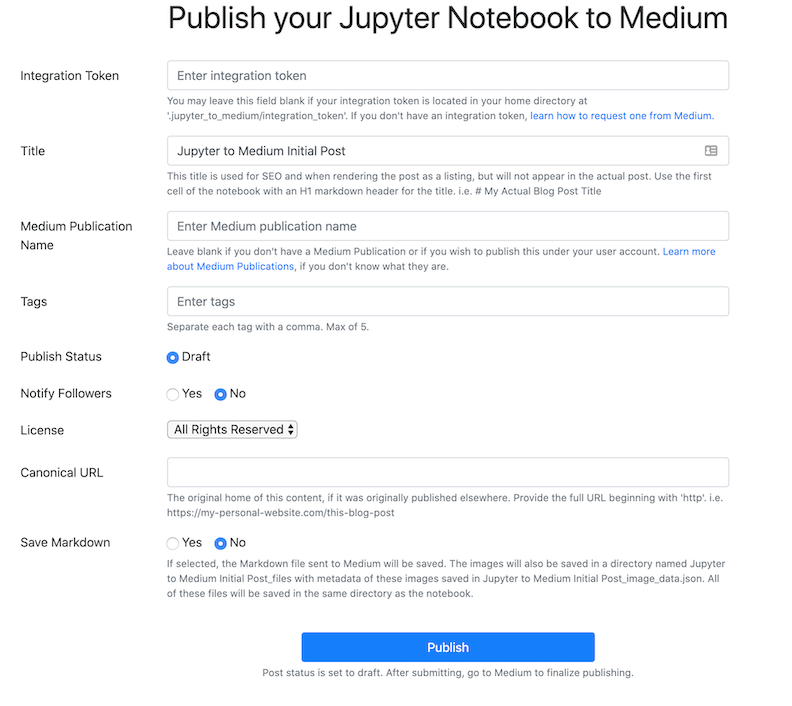 Publish your Jupyter Notebook to Medium
Integration Token
Enter integration token
You may leave this field blank if your integration token is located in your home directory at
'.jupyter_to_medium/integration_token'. If you don't have an integration token, learn how to request one from Medium.
Title
Jupyter to Medium Initial Post
This title is used for SEO and when rendering the post as a listing, but will not appear in the actual post. Use the first
cell of the notebook with an H1 markdown header for the title. i.e. # My Actual Blog Post Title
Medium Publication
Name
Enter Medium publication name
Leave blank if you don't have a Medium Publication or if you wish to publish this under your user account. Learn more
about Medium Publications, if you don't know what they are.
Tags
Enter tags
Separate each tag with a comma. Max of 5.
Publish Status
Draft
Notify Followers
Yes No
License
All Rights Reserved
Canonical URL
The original home of this content, if it was originally published elsewhere. Provide the full URL beginning with 'http'. i.e.
https://my-personal-website.com/this-blog-post
Save Markdown
Yes No
If selected, the Markdown file sent to Medium will be saved. The images will also be saved in a directory named Jupyter
to Medium Initial Post_files with metadata of these images saved in Jupyter to Medium Initial Post_image_data.json. All
of these files will be saved in the same directory as the notebook.
Publish
Post status is set to draft. After submitting, go to Medium to finalize publishing.